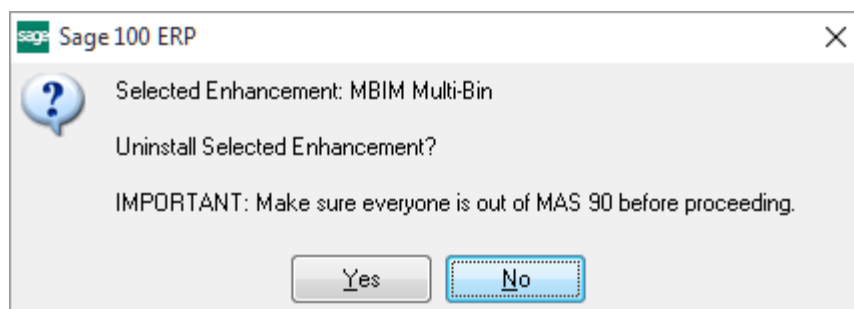 sage Sage 100 ERP
Selected Enhancement: MBIM Multi-Bin
Uninstall Selected Enhancement?
IMPORTANT: Make sure everyone is out of MAS 90 before proceeding.
Yes No